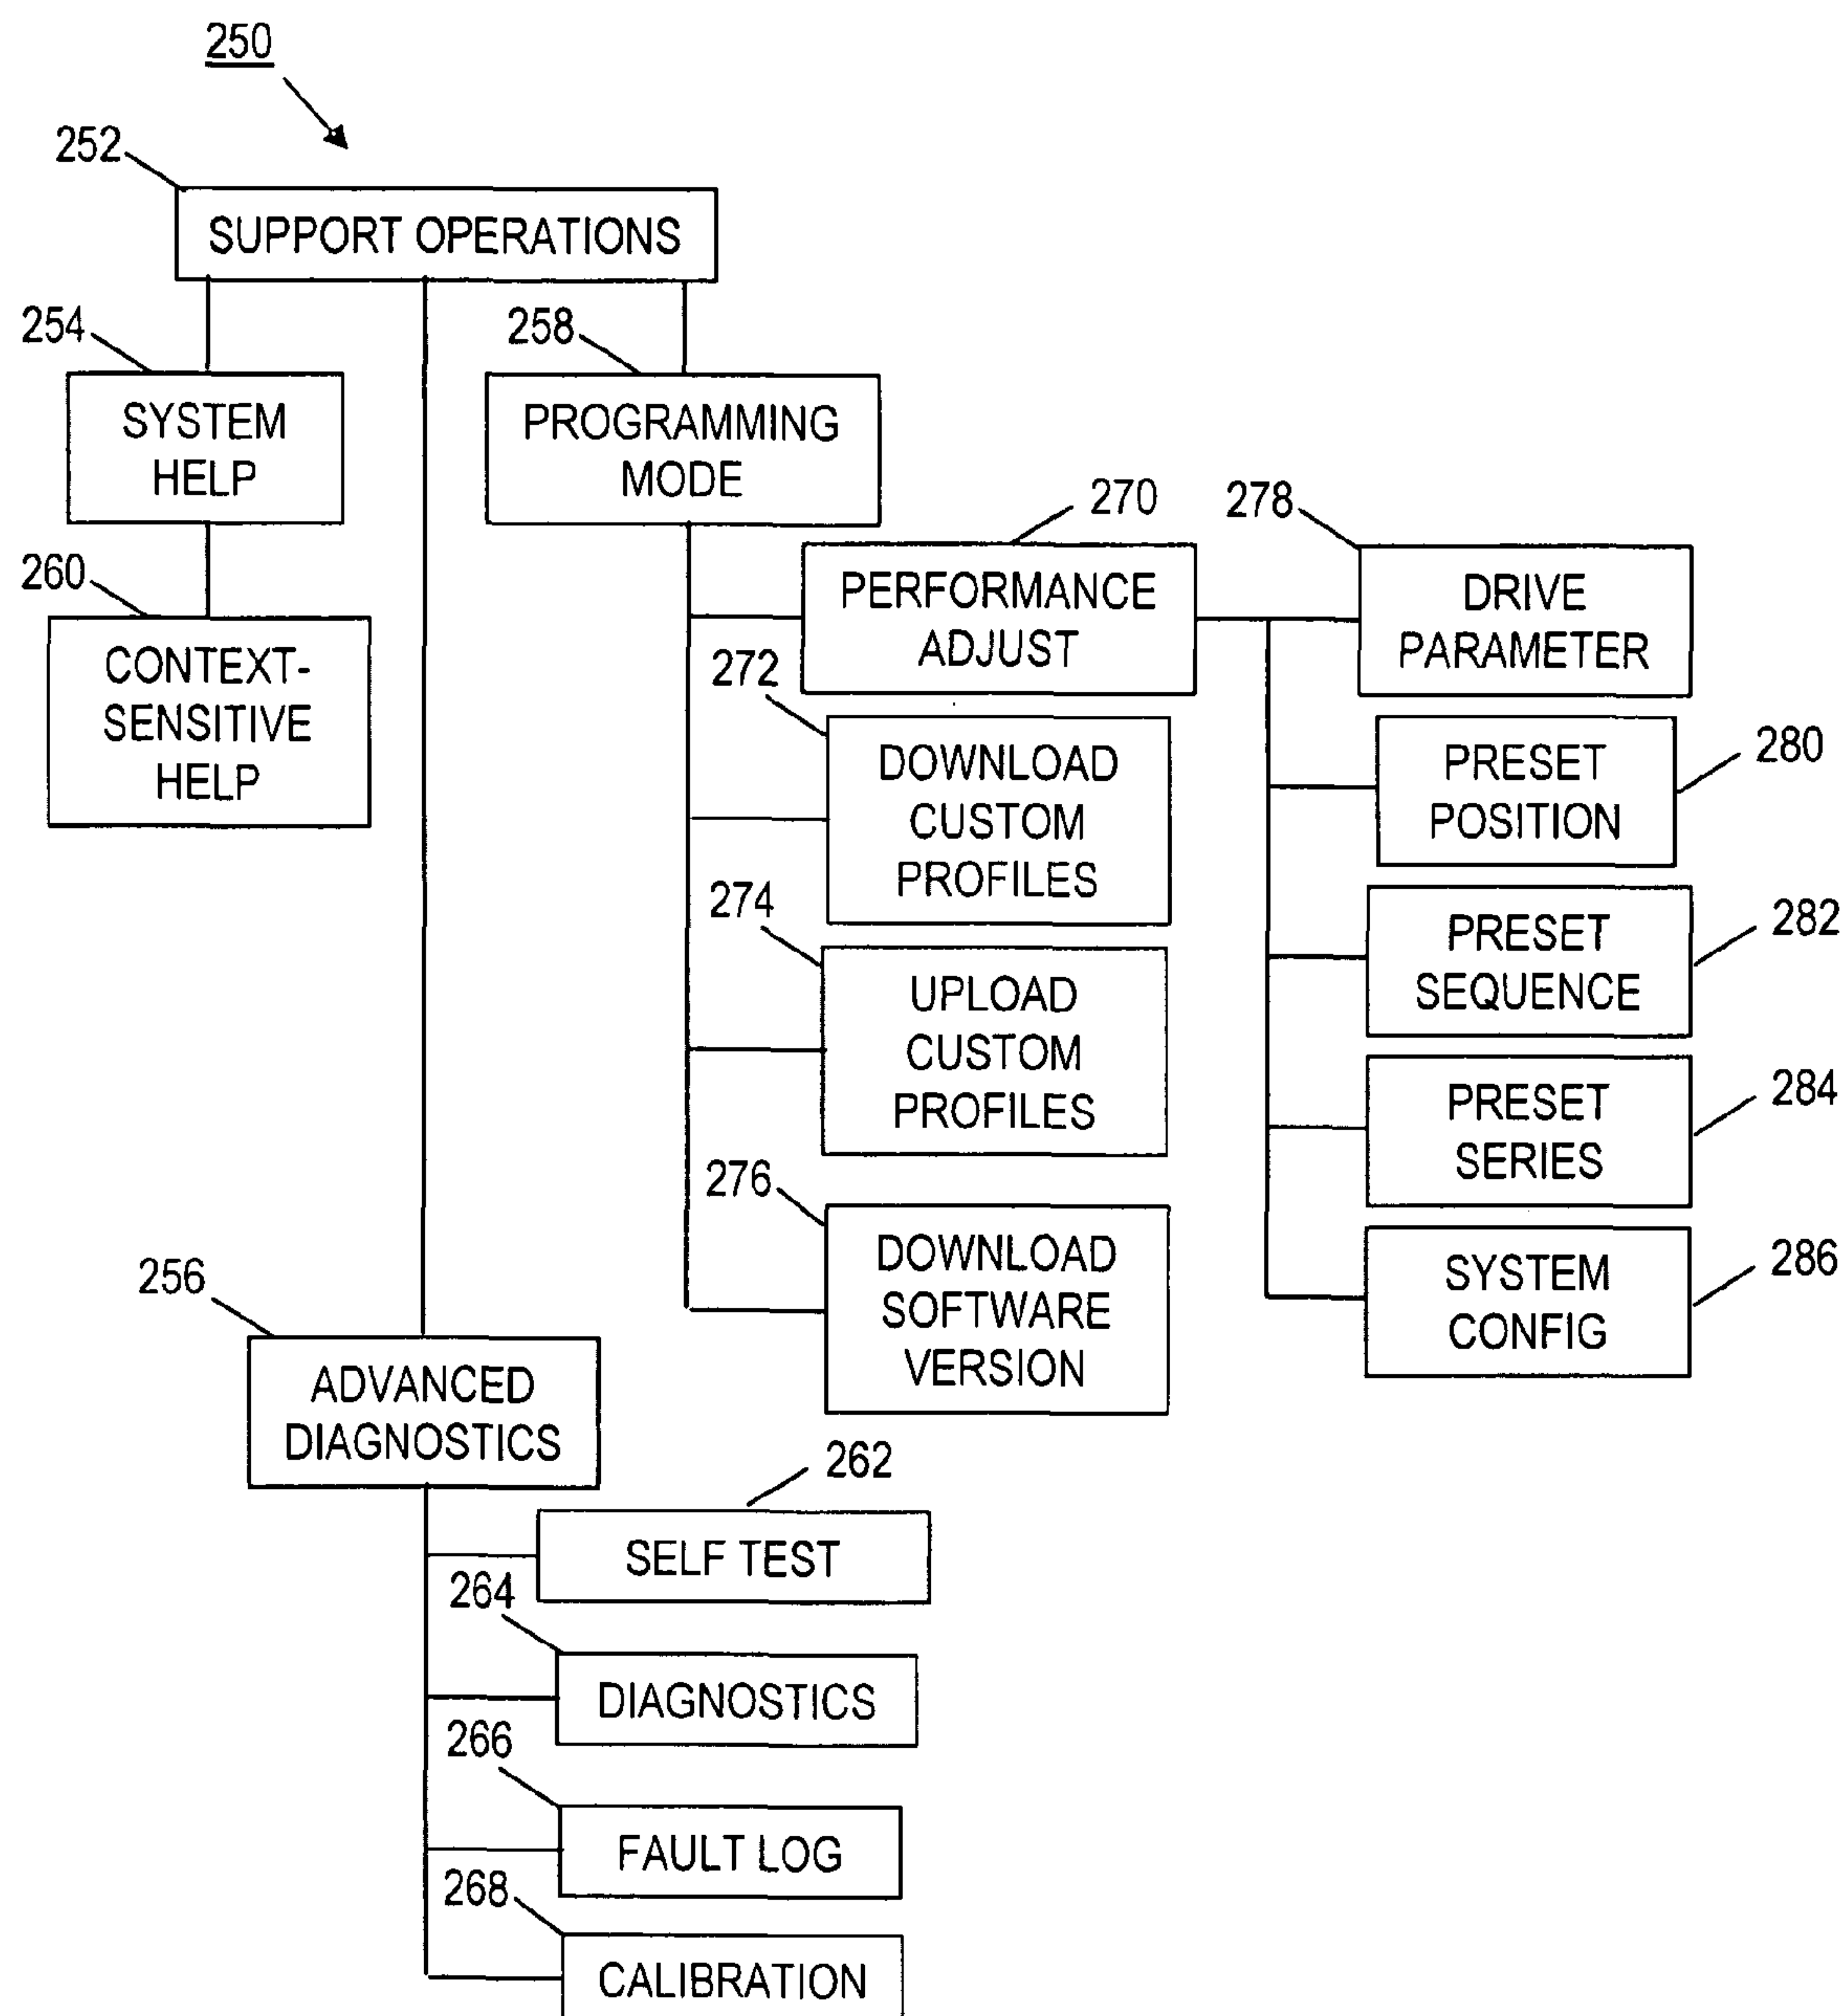 250
252
SUPPORT OPERATIONS
254
SYSTEM
HELP
258
PROGRAMMING
MODE
260
CONTEXT-
SENSITIVE
HELP
270
PERFORMANCE
ADJUST
278
DRIVE
PARAMETER
272
DOWNLOAD
CUSTOM
PROFILES
PRESET
POSITION
280
274
UPLOAD
CUSTOM
PROFILES
PRESET
SEQUENCE
282
PRESET
SERIES
284
276
DOWNLOAD
SOFTWARE
VERSION
SYSTEM
CONFIG
286
256
ADVANCED
DIAGNOSTICS
262
SELF TEST
264
DIAGNOSTICS
266
FAULT LOG
268
CALIBRATION